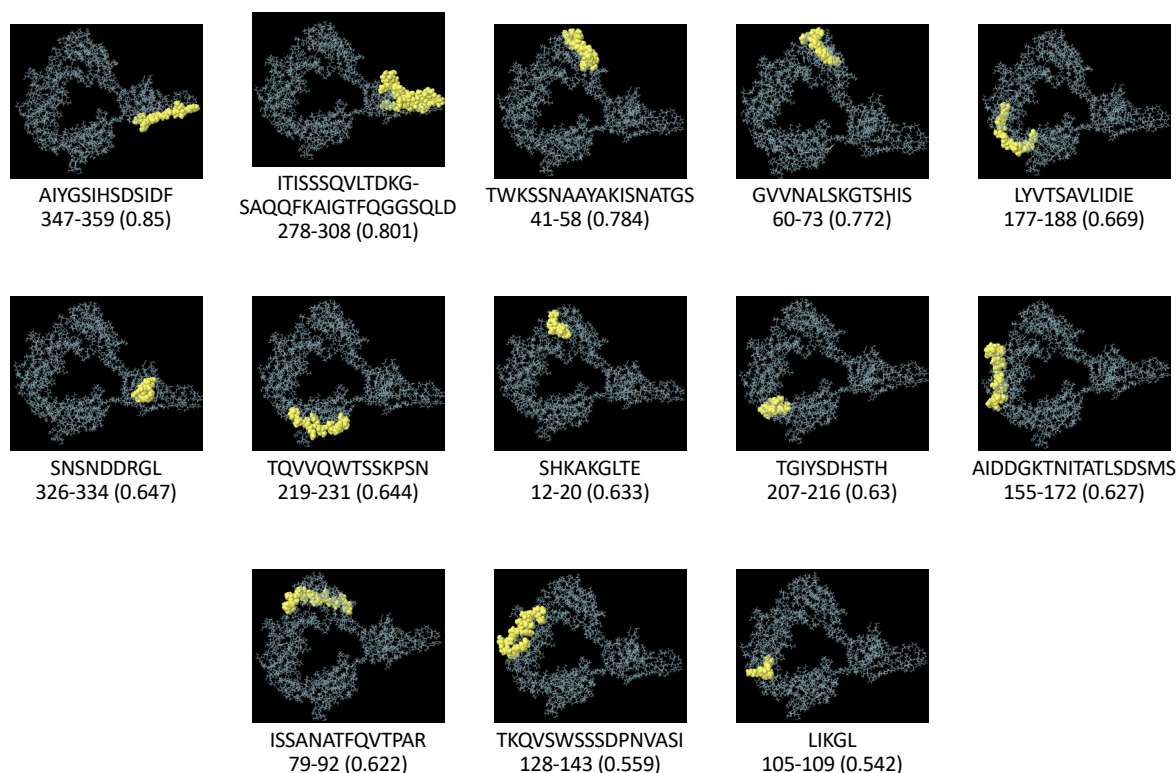 AIYGSIHSDSIDF
347-359 (0.85)
ITISSSQVLTDKG-
SAQQFKAIGTFQGGSQLD
278-308 (0.801)
TWKSSNAAYAKISNATGS
41-58 (0.784)
GVVNALSKGTSHIS
60-73 (0.772)
LYVTSAVLIDIE
177-188 (0.669)
SNSNDDRGL
326-334 (0.647)
TQVVQWTSSKPSN
219-231 (0.644)
SHKAKGLTE
12-20 (0.633)
TGIYSDHSTH
207-216 (0.63)
AIDDGKTNITATLSDSMS
155-172 (0.627)
ISSANATFQVTPAR
79-92 (0.622)
TKQVSWSSSDPNVASI
128-143 (0.559)
LIKGL
105-109 (0.542)